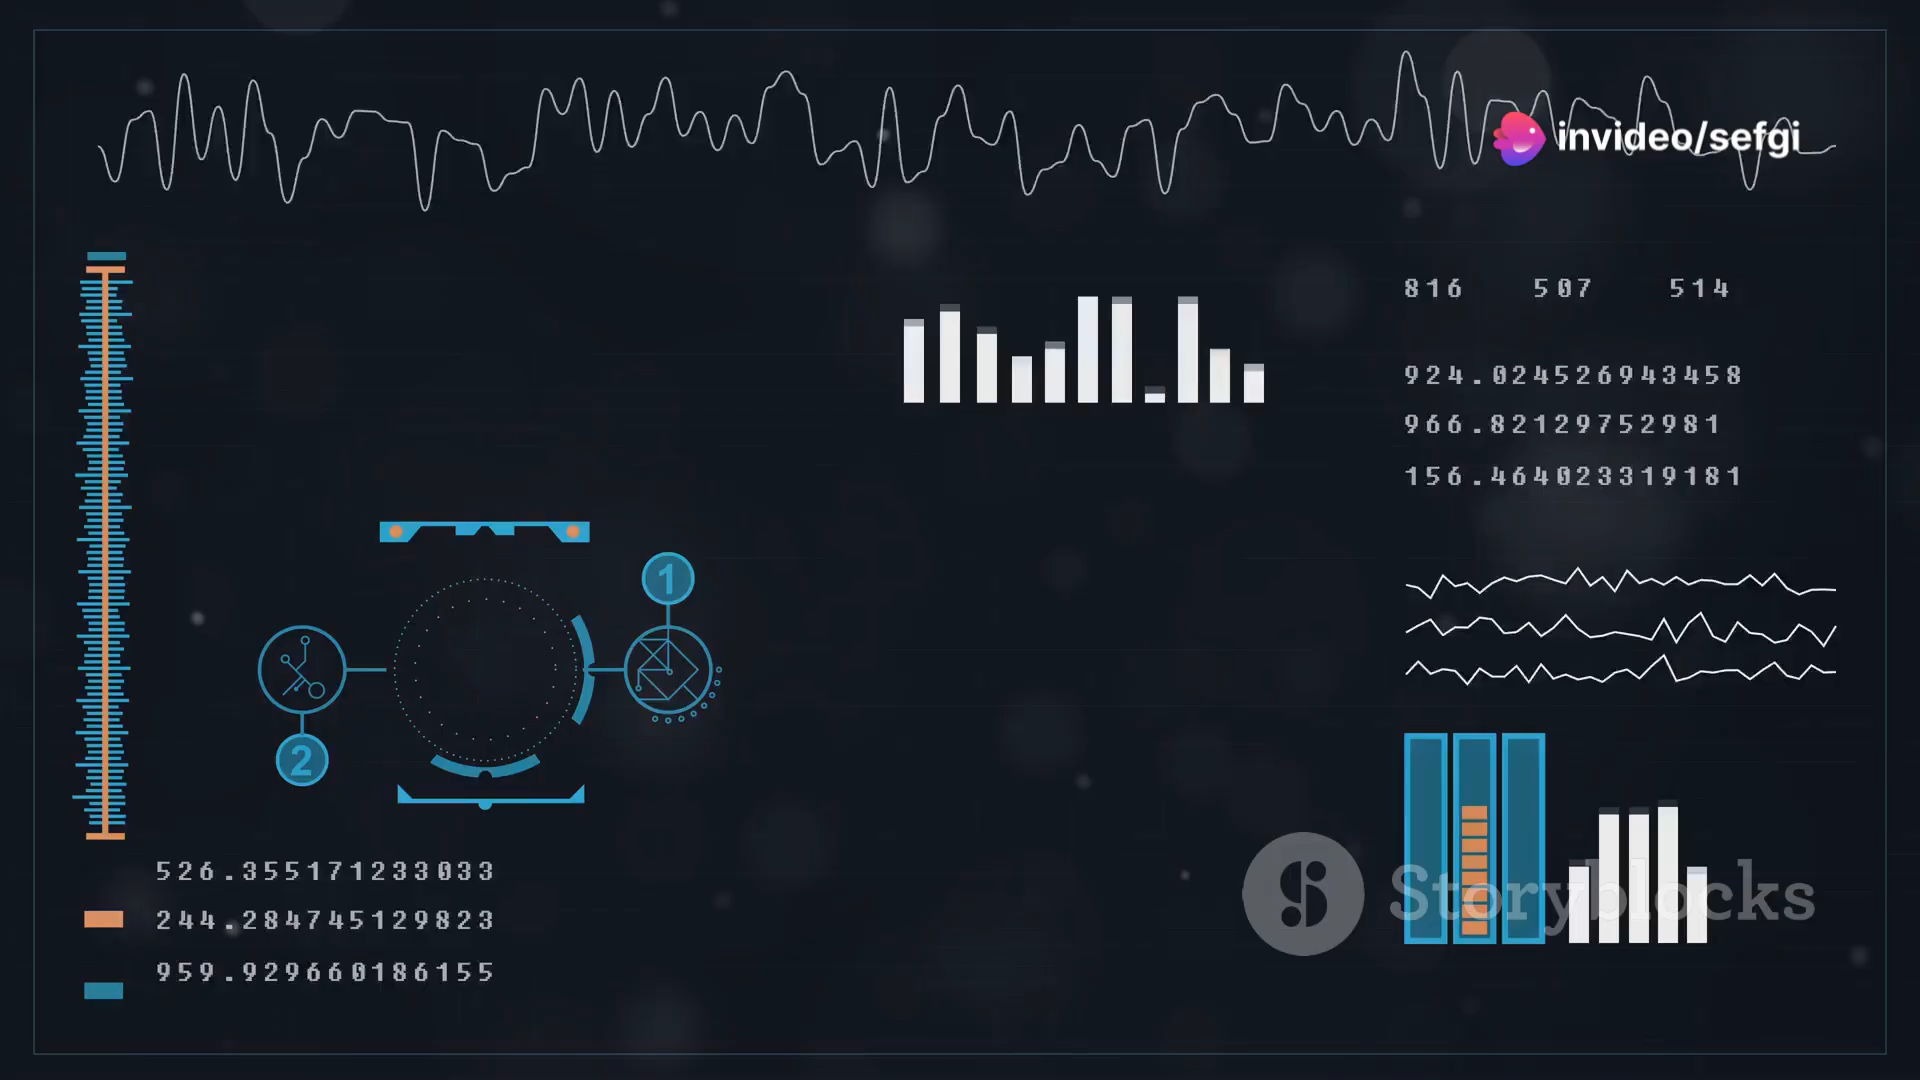 invideo/sefgi
816 507 514
924.024526943458
966.82129752981
156.464023319181
1
2
526.355171233033
244.284745129823
959.929660186155
Storyblocks